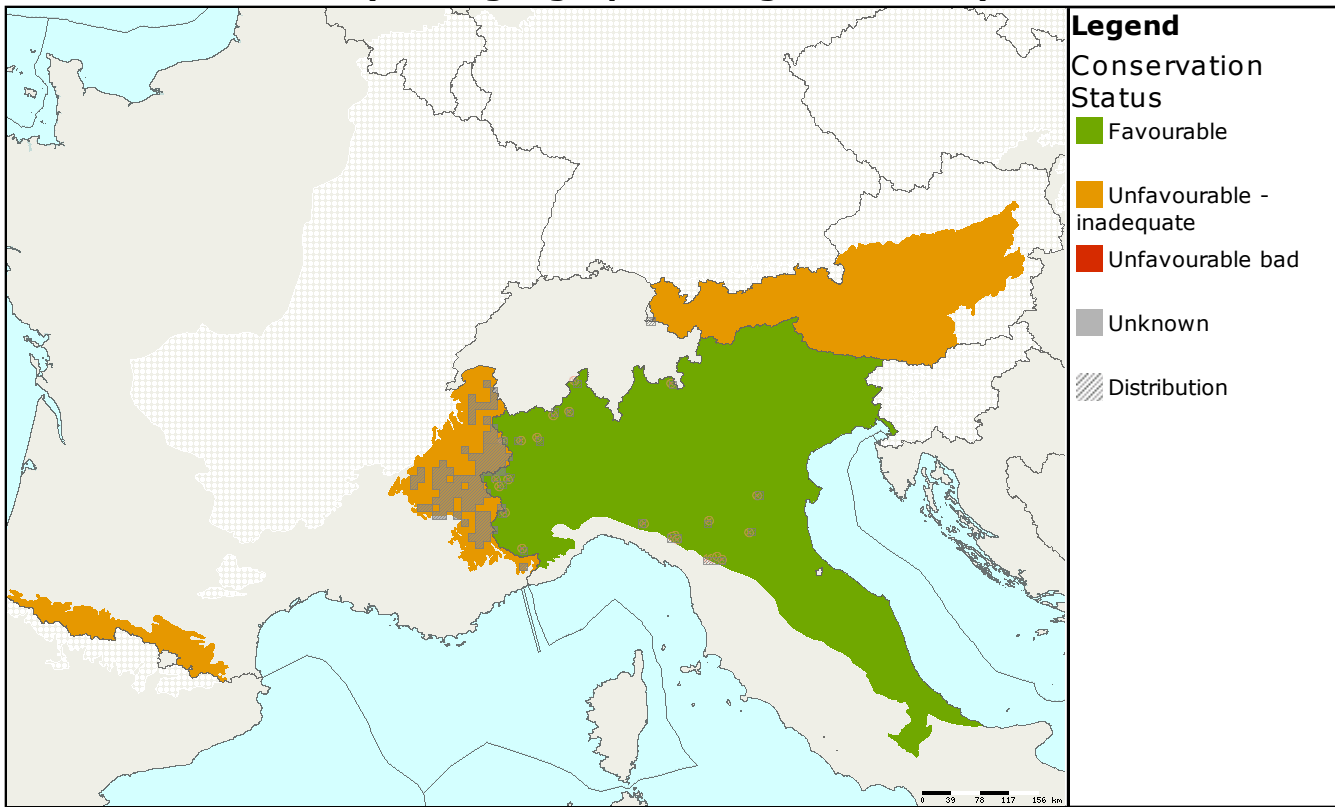 Legend
Conservation
Status
Favourable
Unfavourable -
inadequate
Unfavourable bad
Unknown
Distribution
0 39 78 117 156 km